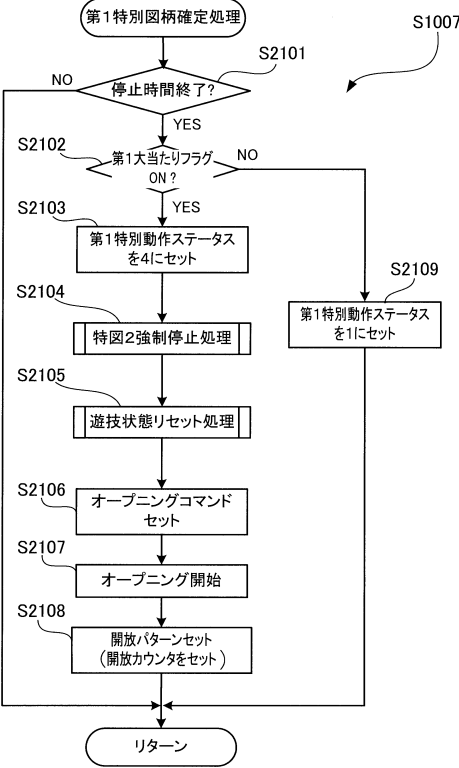 第1特別図柄確定処理
S1007
S2101
停止時間終了?
NO
YES
S2102
第1大当たりフラグ
ON?
NO
YES
S2103
第1特別動作ステータス
を4にセット
S2104
特図2強制停止処理
S2109
第1特別動作ステータス
を1にセット
S2105
遊技状態リセット処理
S2106
オープニングコマンド
セット
S2107
オープニング開始
S2108
開放パターンセット
(開放カウンタをセット)
リターン